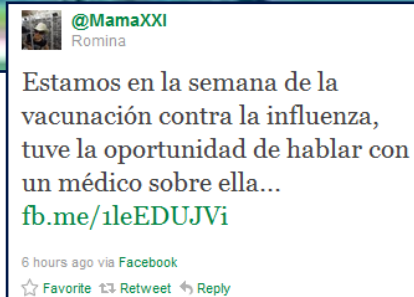 @MamaXXI
Romina
Estamos en la semana de la
vacunación contra la influenza,
tuve la oportunidad de hablar con
un médico sobre ella...
fb.me/1leEDUJVi
6 hours ago via Facebook
Favorite Retweet Reply